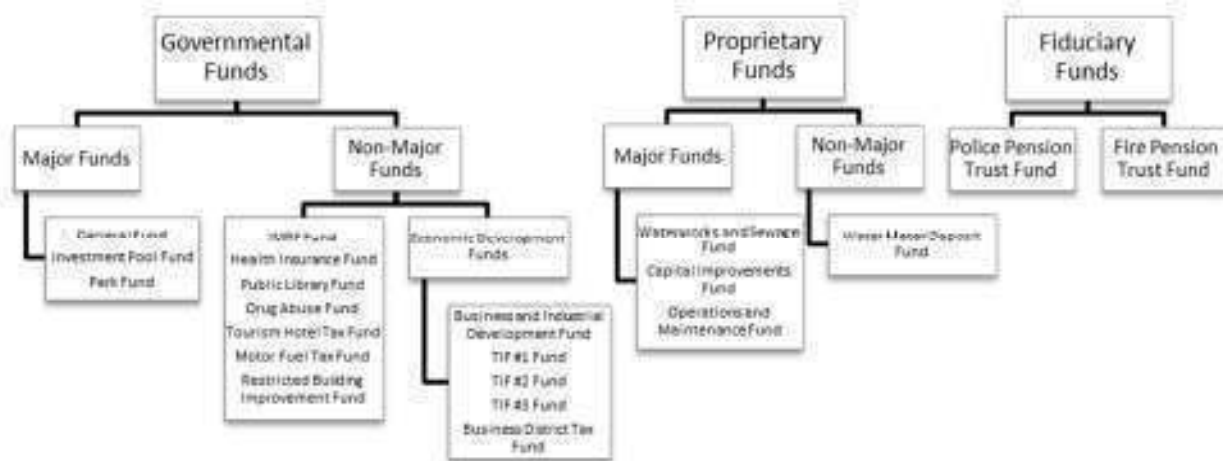 Governmental
Funds
Major Funds
General Fund
Investment Pool Fund
Park Fund
Non-Major
Funds
IMRF Fund
Health Insurance Fund
Public Library Fund
Drug Abuse Fund
Tourism Hotel Tax Fund
Motor Fuel Tax Fund
Restricted Building
Improvement Fund
Economic Development
Funds
Business and Industrial
Development Fund
TIF #1 Fund
TIF #2 Fund
TIF #3 Fund
Business District Tax
Fund
Proprietary
Funds
Major Funds
Waterworks and Sewage
Fund
Capital Improvements
Fund
Operations and
Maintenance Fund
Non-Major
Funds
Water Meter Deposit
Fund
Fiduciary
Funds
Police Pension
Trust Fund
Fire Pension
Trust Fund